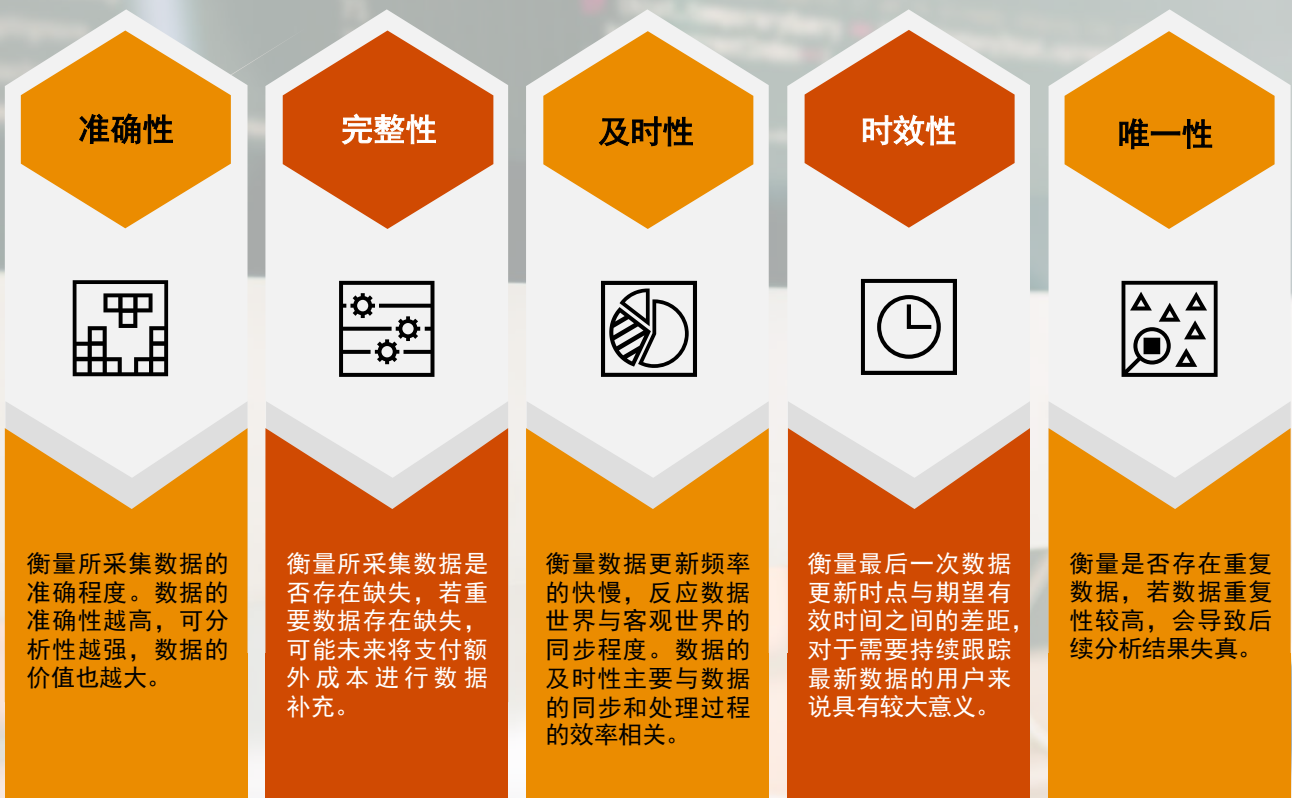 准确性
完整性
及时性
时效性
唯一性
衡量所采集数据的
准确程度。数据的
准确性越高，可分
析性越强，数据的
价值也越大。
衡量所采集数据是
否存在缺失，若重
要数据存在缺失，
可能未来将支付额
外成本进行数据
补充。
衡量数据更新频率
的快慢，反应数据
世界与客观世界的
同步程度。数据的
及时性主要与数据
的同步和处理过程
的效率相关。
衡量最后一次数据
更新时点与期望有
效时间之间的差距，
对于需要持续跟踪
最新数据的用户来
说具有较大意义。
衡量是否存在重复
数据，若数据重复
性较高，会导致后
续分析结果失真。